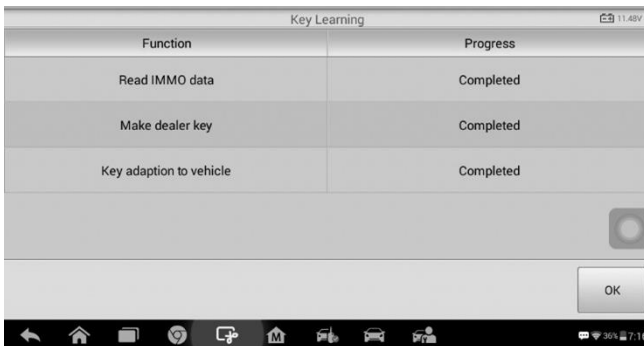 Key Learning 11.48V
Function Progress
Read IMMO data Completed
Make dealer key Completed
Key adaption to vehicle Completed
OK
M 36%